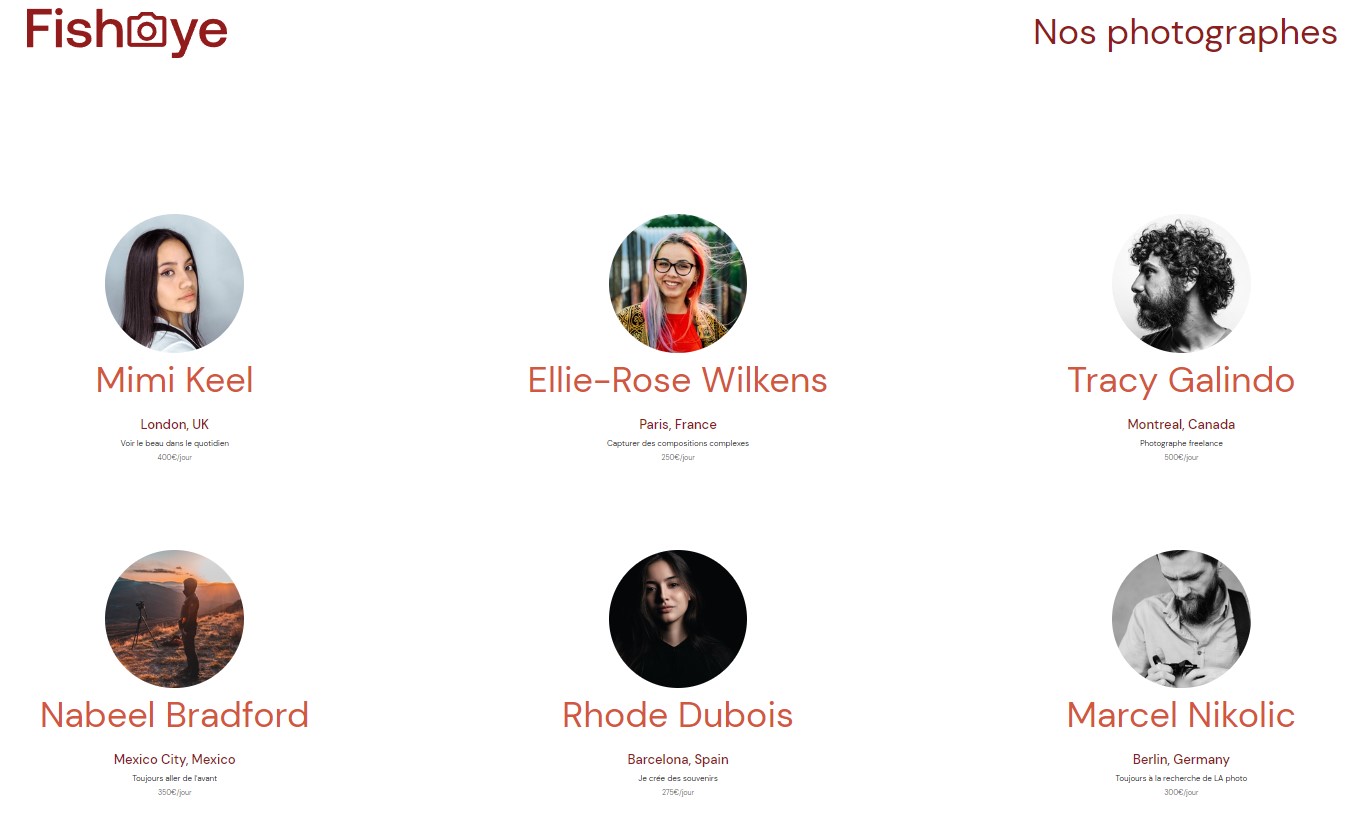 Fisheye
Nos photographes
Mimi Keel
London, UK
Voir le beau dans le quotidien
400€/jour
Ellie-Rose Wilkens
Paris, France
Capturer des compositions complexes
250€/jour
Tracy Galindo
Montreal, Canada
Photographe freelance
500€/jour
Nabeel Bradford
Mexico City, Mexico
Toujours aller de l'avant
350€/jour
Rhode Dubois
Barcelona, Spain
Je crée des souvenirs
275€/jour
Marcel Nikolic
Berlin, Germany
Toujours à la recherche de LA photo
300€/jour